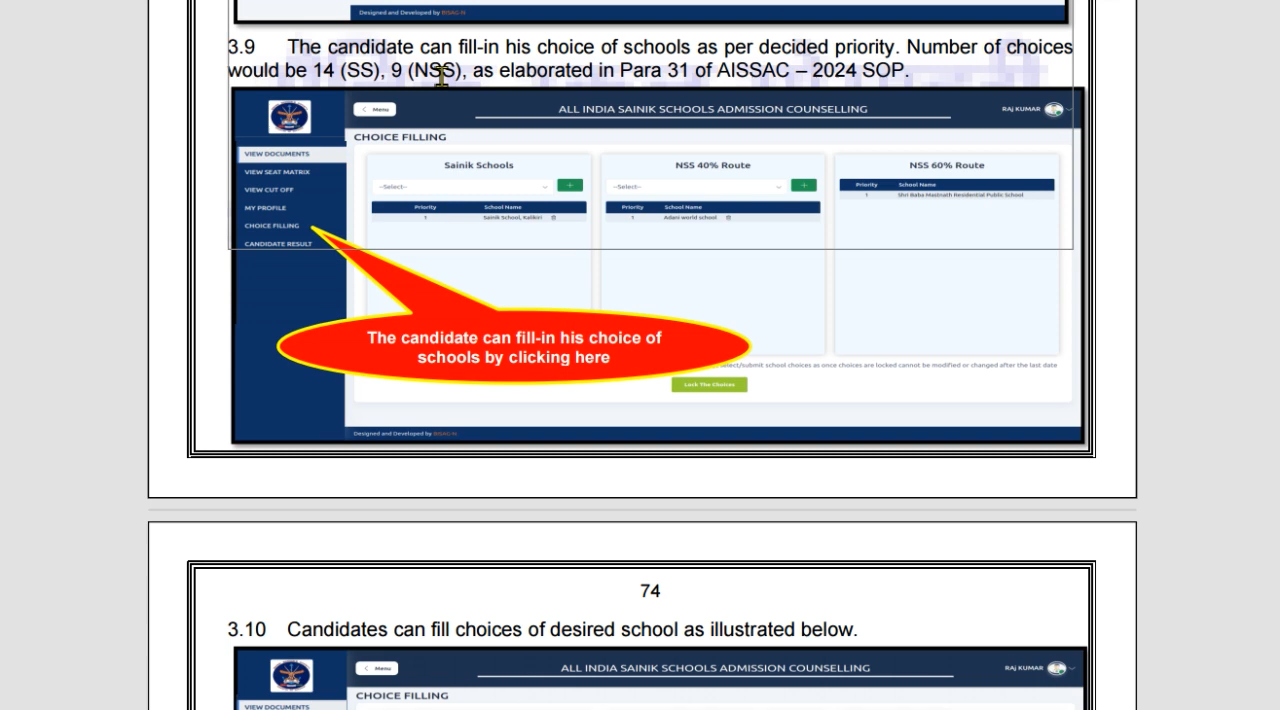 Designed and Developed by BISAG-N
3.9 The candidate can fill-in his choice of schools as per decided priority. Number of choices
would be 14 (SS), 9 (NSS), as elaborated in Para 31 of AISSAC – 2024 SOP.
Menu
ALL INDIA SAINIK SCHOOLS ADMISSION COUNSELLING
RAJ KUMAR
CHOICE FILLING
VIEW DOCUMENTS
VIEW SEAT MATRIX
VIEW CUT OFF
MY PROFILE
CHOICE FILLING
CANDIDATE RESULT
Sainik Schools
--Select--
+
Priority School Name
1 Sainik School, Kalikiri
NSS 40% Route
--Select--
+
Priority School Name
1 Adani world school
NSS 60% Route
Priority School Name
1 Shri Baba Mastnath Residential Public School
The candidate can fill-in his choice of
schools by clicking here
select/submit school choices as once choices are locked cannot be modified or changed after the last date
Lock The Choices
Designed and Developed by BISAG-N
74
3.10 Candidates can fill choices of desired school as illustrated below.
Menu
ALL INDIA SAINIK SCHOOLS ADMISSION COUNSELLING
RAJ KUMAR
CHOICE FILLING
VIEW DOCUMENTS